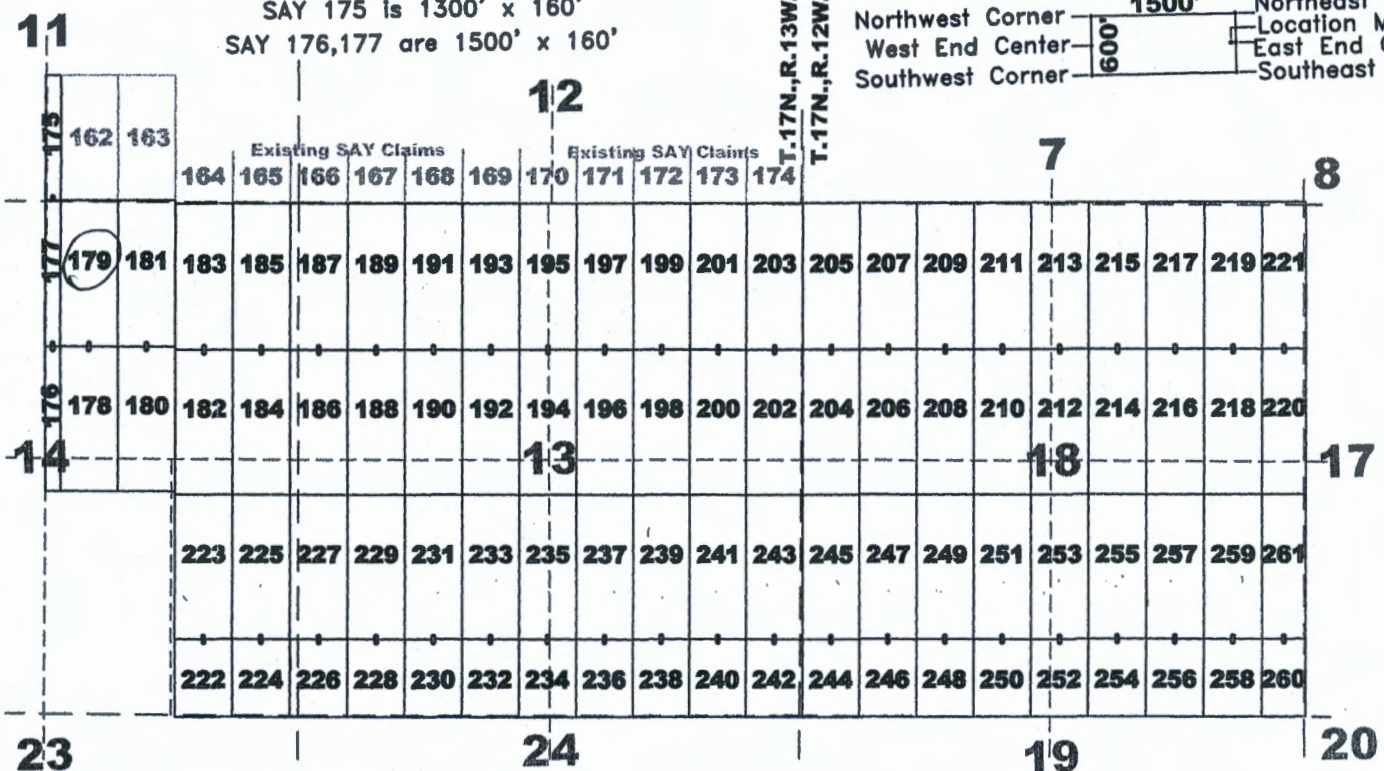 SAY 175 is 1300' x 160'
SAY 176,177 are 1500' x 160'
11
12
T.17N.,R.13W.
T.17N.,R.12W.
1500'
600'
Northwest Corner
West End Center
Southwest Corner
Northeast
Location
East End
Southeast
7
8
Existing SAY Claims
Existing SAY Claims
175 162 163
164 165 166 167 168 169 170 171 172 173 174
177 179 181 183 185 187 189 191 193 195 197 199 201 203 205 207 209 211 213 215 217 219 221
176 178 180 182 184 186 188 190 192 194 196 198 200 202 204 206 208 210 212 214 216 218 220
14 13 18 17
223 225 227 229 231 233 235 237 239 241 243 245 247 249 251 253 255 257 259 261
222 224 226 228 230 232 234 236 238 240 242 244 246 248 250 252 254 256 258 260
23 24 19 20